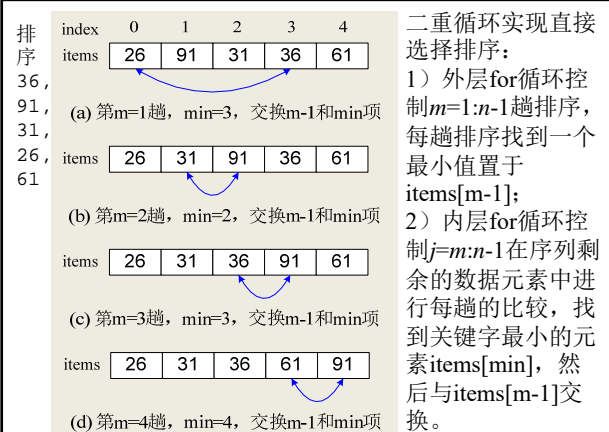 排
序
36,
91,
31,
26,
61
index 0 1 2 3 4
items 26 91 31 36 61
(a) 第m=1趟，min=3，交换m-1和min项
items 26 31 91 36 61
(b) 第m=2趟，min=2，交换m-1和min项
items 26 31 36 91 61
(c) 第m=3趟，min=3，交换m-1和min项
items 26 31 36 61 91
(d) 第m=4趟，min=4，交换m-1和min项
二重循环实现直接
选择排序：
1）外层for循环控
制m=1:n-1趟排序，
每趟排序找到一个
最小值置于
items[m-1];
2）内层for循环控
制j=m:n-1在序列剩
余的数据元素中进
行每趟的比较，找
到关键字最小的元
素items[min]，然
后与items[m-1]交
换。